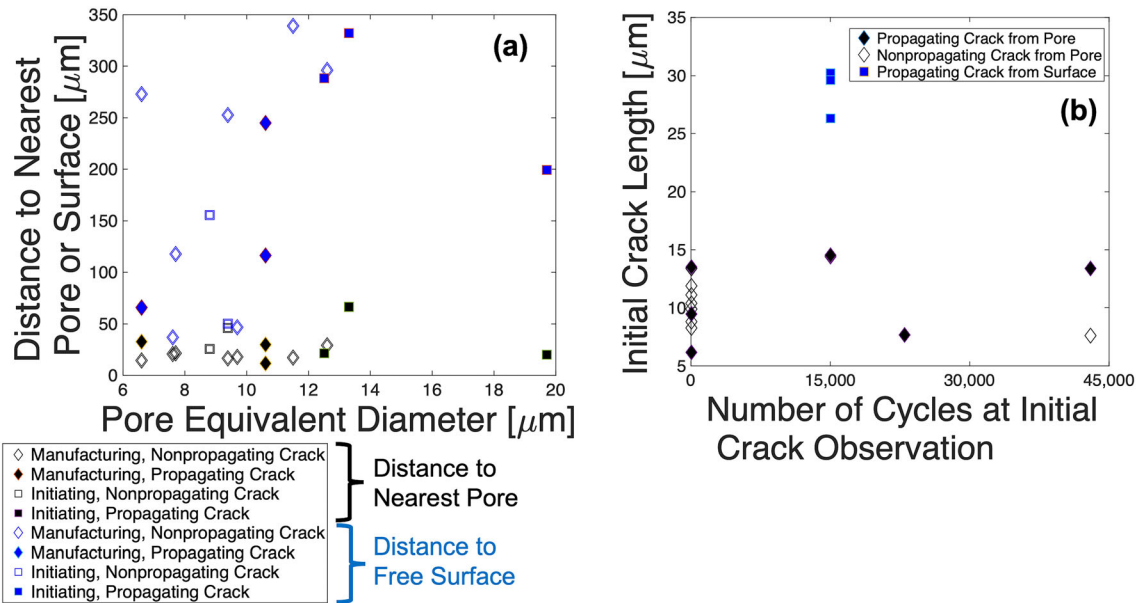 Distance to Nearest
Pore or Surface [μm]
350
300
250
200
150
100
50
0
(a)
6
8
10
12
14
16
18
20
Pore Equivalent Diameter [μm]
Manufacturing, Nonpropagating Crack
Manufacturing, Propagating Crack
Initiating, Nonpropagating Crack
Initiating, Propagating Crack
Manufacturing, Nonpropagating Crack
Manufacturing, Propagating Crack
Initiating, Nonpropagating Crack
Initiating, Propagating Crack
Distance to
Nearest Pore
Distance to
Free Surface
Initial Crack Length [μm]
35
30
25
20
15
10
5
Propagating Crack from Pore
Nonpropagating Crack from Pore
Propagating Crack from Surface
(b)
0
15,000
30,000
45,000
Number of Cycles at Initial
Crack Observation